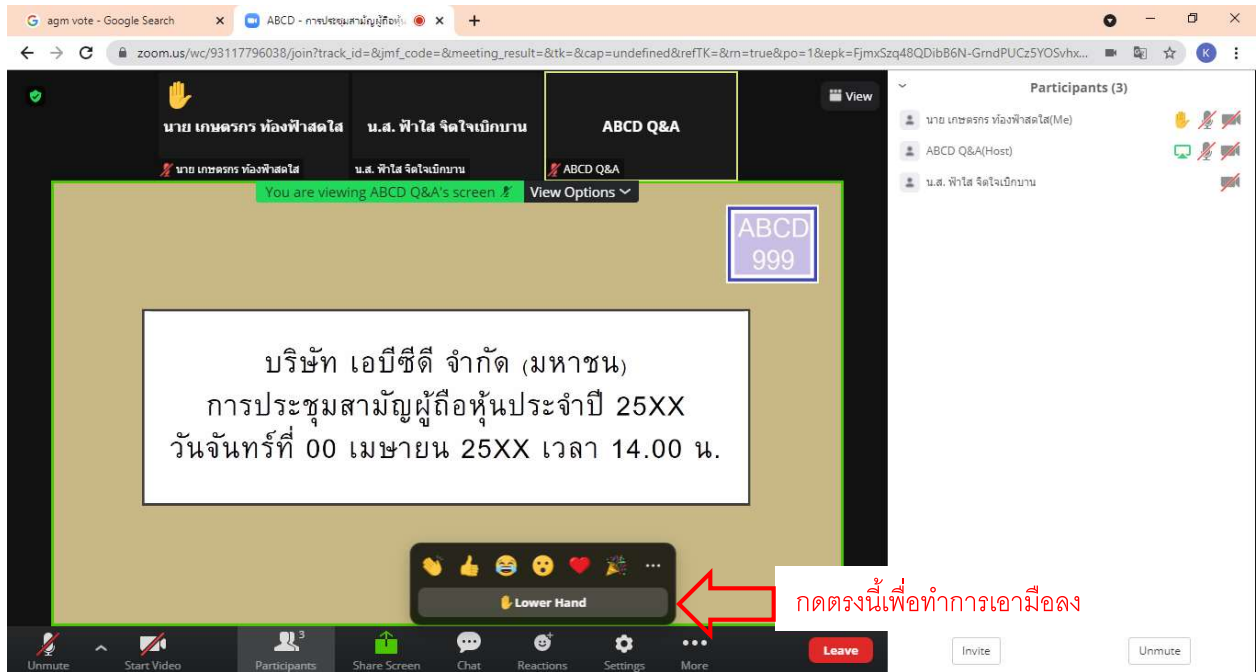 agm vote - Google Search
ABCD - การประชุมสามัญผู้ถือหุ้
zoom.us/wc/93117796038/join?track_id=&jmf_code=&meeting_result=&tk=&cap=undefined&refTK=&rn=true&po=1&epk=FjmxSzq48QDibB6N-GrndPUCz5YOSvhx...
K
View
นาย เกษตรกร ท้องฟ้าสดใส
น.ส. ฟ้าใส จิตใจเบิกบาน
ABCD Q&A
นาย เกษตรกร ท้องฟ้าสดใส
น.ส. ฟ้าใส จิตใจเบิกบาน
ABCD Q&A
You are viewing ABCD Q&A's screen
View Options
ABCD
999
บริษัท เอบีซีดี จำกัด (มหาชน)
การประชุมสามัญผู้ถือหุ้นประจำปี 25XX
วันจันทร์ที่ 00 เมษายน 25XX เวลา 14.00 น.
Lower Hand
กดตรงนี้เพื่อทำการเอามือลง
Unmute
Start Video
3
Participants
Share Screen
Chat
Reactions
Settings
More
Leave
Participants (3)
นาย เกษตรกร ท้องฟ้าสดใส(Me)
ABCD Q&A(Host)
น.ส. ฟ้าใส จิตใจเบิกบาน
Invite
Unmute